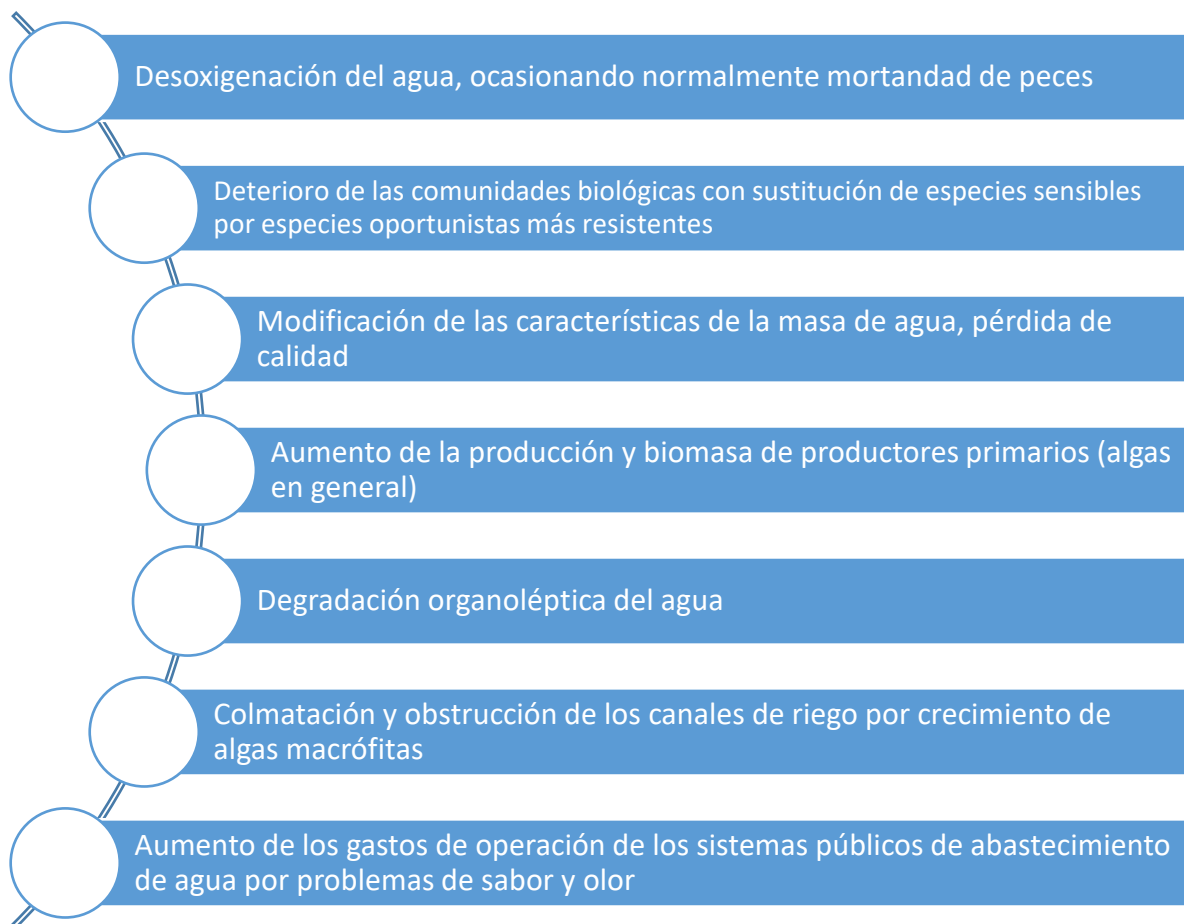 Desoxigenación del agua, ocasionando normalmente mortandad de peces
Deterioro de las comunidades biológicas con sustitución de especies sensibles
por especies oportunistas más resistentes
Modificación de las características de la masa de agua, pérdida de
calidad
Aumento de la producción y biomasa de productores primarios (algas
en general)
Degradación organoléptica del agua
Colmatación y obstrucción de los canales de riego por crecimiento de
algas macrófitas
Aumento de los gastos de operación de los sistemas públicos de abastecimiento
de agua por problemas de sabor y olor